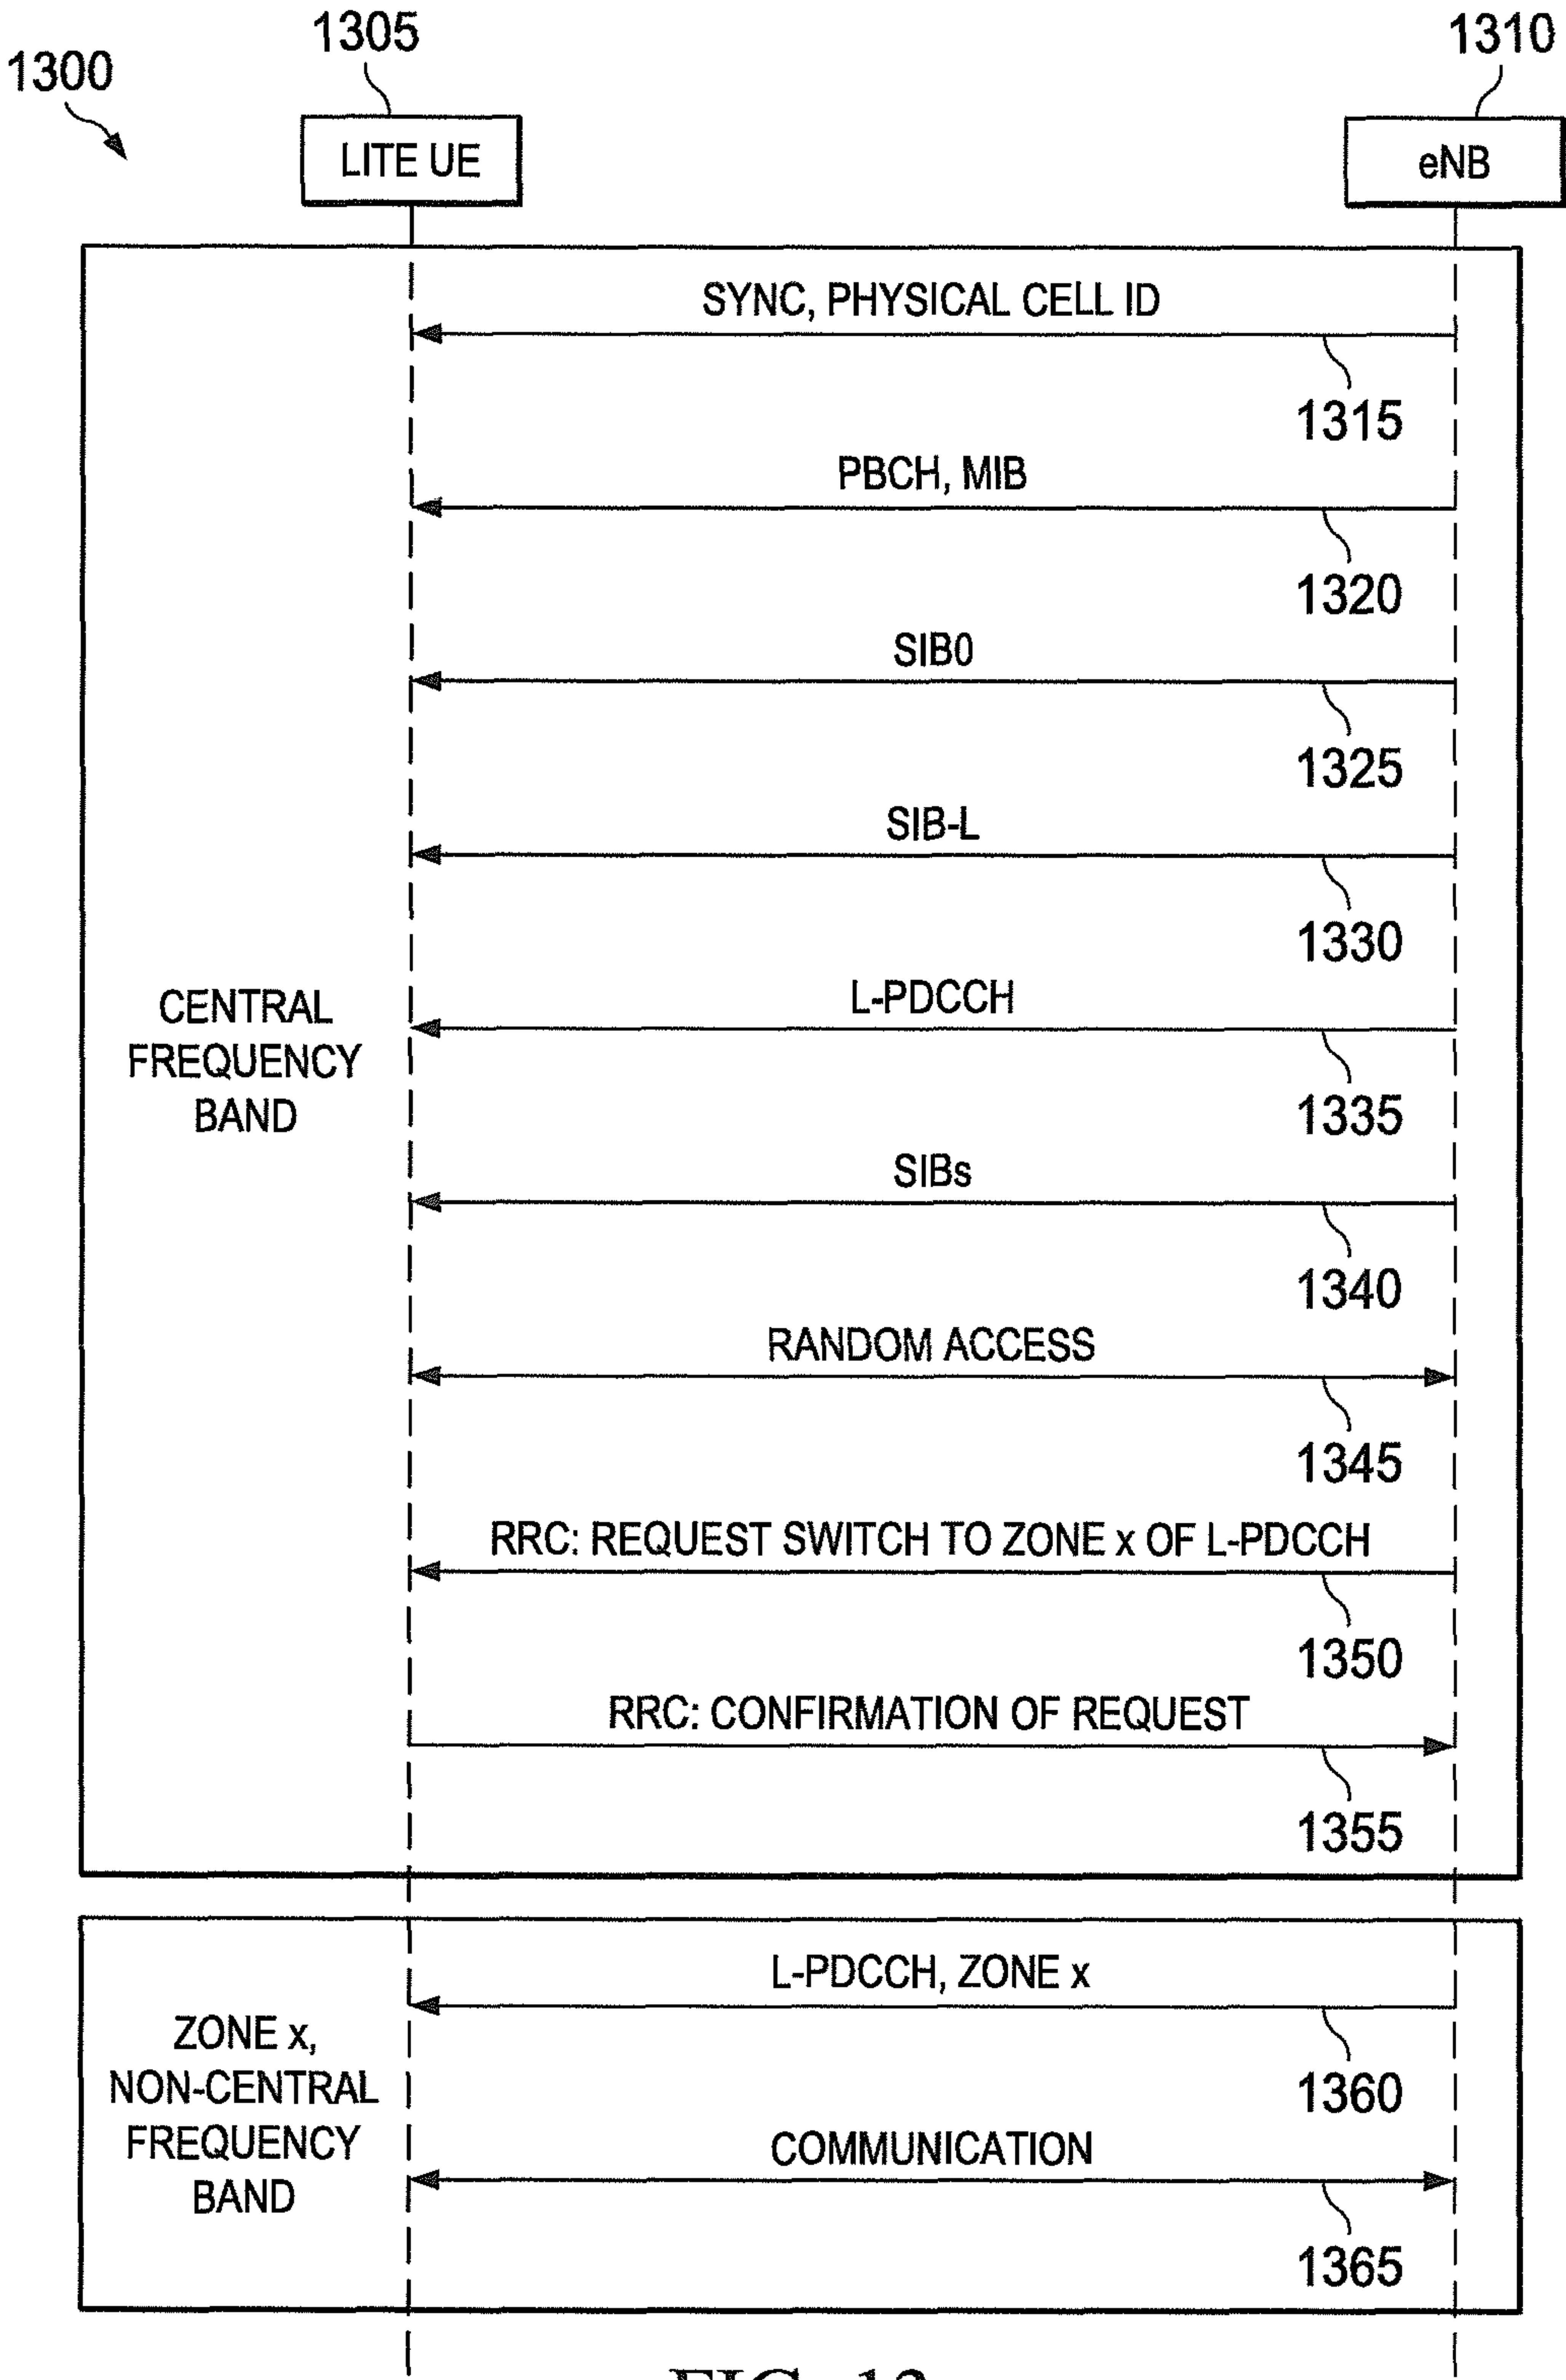 1305
1310
1300
LITE UE
eNB
SYNC, PHYSICAL CELL ID
1315
PBCH, MIB
1320
SIB0
1325
SIB-L
1330
L-PDCCH
1335
CENTRAL
FREQUENCY
BAND
SIBs
1340
RANDOM ACCESS
1345
RRC: REQUEST SWITCH TO ZONE x OF L-PDCCH
1350
RRC: CONFIRMATION OF REQUEST
1355
L-PDCCH, ZONE x
1360
ZONE x,
NON-CENTRAL
FREQUENCY
BAND
COMMUNICATION
1365
FIG. 13